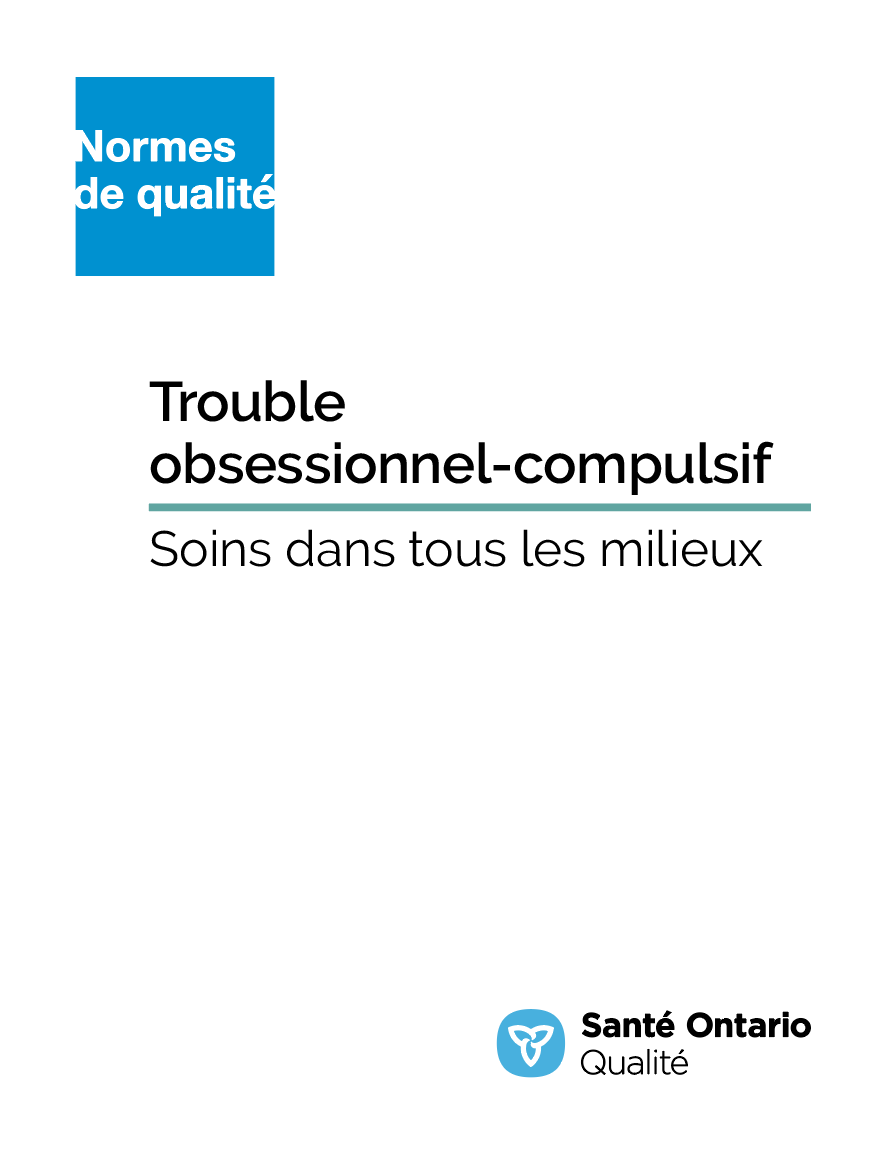 Normes
de qualité
Trouble
obsessionnel-compulsif
Soins dans tous les milieux
Santé Ontario
Qualité